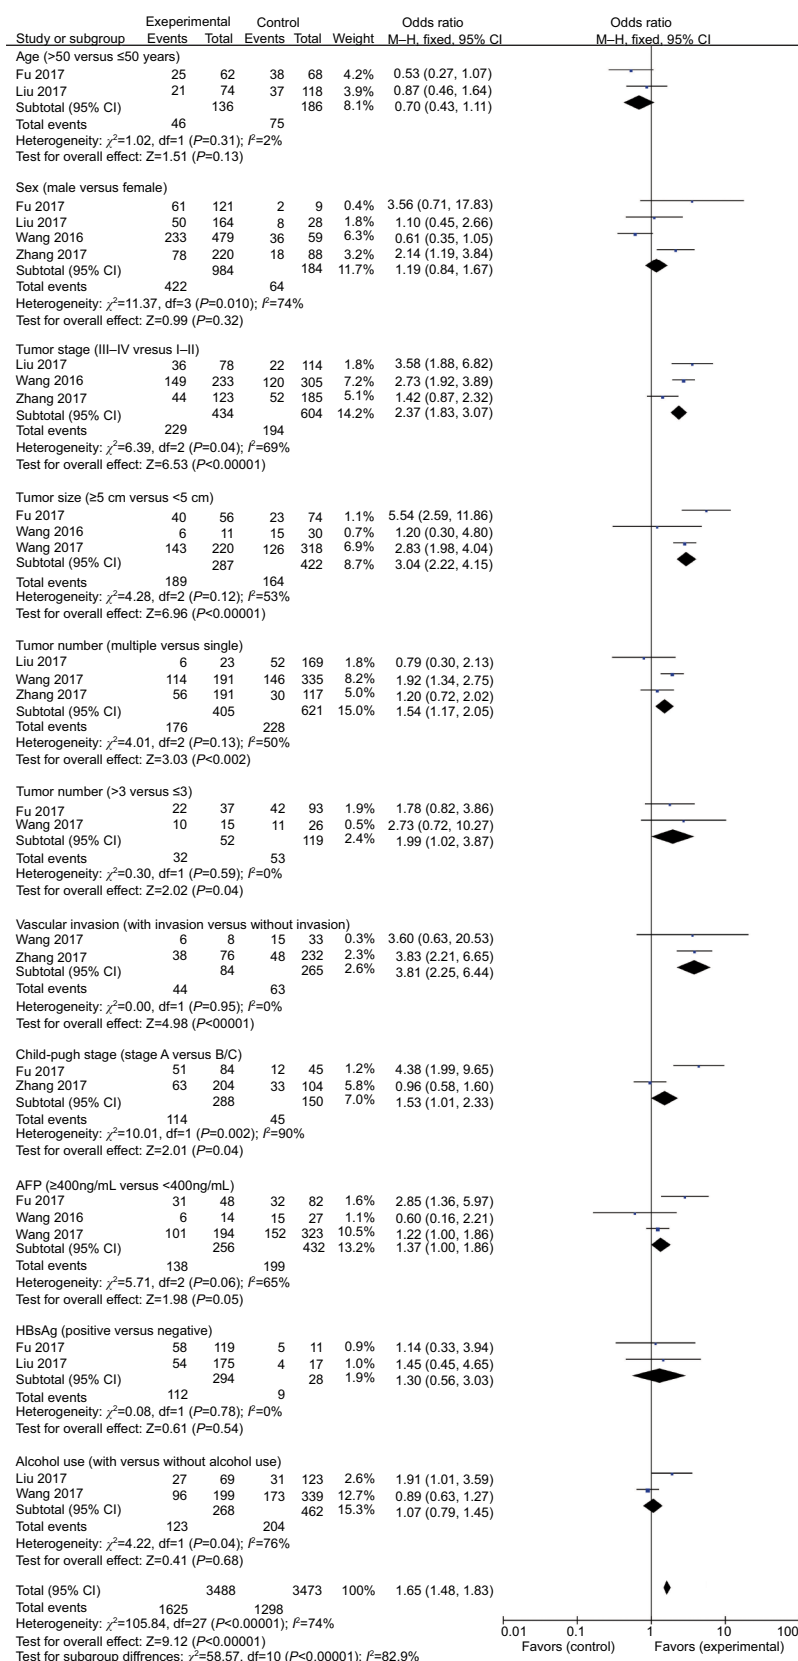 Exeperimental Control Odds ratio Odds ratio
Study or subgroup Events Total Events Total Weight M–H, fixed, 95% CI M–H, fixed, 95% CI
Age (>50 versus ≤50 years)
Fu 2017 25 62 38 68 4.2% 0.53 (0.27, 1.07)
Liu 2017 21 74 37 118 3.9% 0.87 (0.46, 1.64)
Subtotal (95% CI) 136 186 8.1% 0.70 (0.43, 1.11)
Total events 46 75
Heterogeneity: χ²=1.02, df=1 (P=0.31); I²=2%
Test for overall effect: Z=1.51 (P=0.13)
Sex (male versus female)
Fu 2017 61 121 2 9 0.4% 3.56 (0.71, 17.83)
Liu 2017 50 164 8 28 1.8% 1.10 (0.45, 2.66)
Wang 2016 233 479 36 59 6.3% 0.61 (0.35, 1.05)
Zhang 2017 78 220 18 88 3.2% 2.14 (1.19, 3.84)
Subtotal (95% CI) 984 184 11.7% 1.19 (0.84, 1.67)
Total events 422 64
Heterogeneity: χ²=11.37, df=3 (P=0.010); I²=74%
Test for overall effect: Z=0.99 (P=0.32)
Tumor stage (III–IV vresus I–II)
Liu 2017 36 78 22 114 1.8% 3.58 (1.88, 6.82)
Wang 2016 149 233 120 305 7.2% 2.73 (1.92, 3.89)
Zhang 2017 44 123 52 185 5.1% 1.42 (0.87, 2.32)
Subtotal (95% CI) 434 604 14.2% 2.37 (1.83, 3.07)
Total events 229 194
Heterogeneity: χ²=6.39, df=2 (P=0.04); I²=69%
Test for overall effect: Z=6.53 (P<0.00001)
Tumor size (≥5 cm versus <5 cm)
Fu 2017 40 56 23 74 1.1% 5.54 (2.59, 11.86)
Wang 2016 6 11 15 30 0.7% 1.20 (0.30, 4.80)
Wang 2017 143 220 126 318 6.9% 2.83 (1.98, 4.04)
Subtotal (95% CI) 287 422 8.7% 3.04 (2.22, 4.15)
Total events 189 164
Heterogeneity: χ²=4.28, df=2 (P=0.12); I²=53%
Test for overall effect: Z=6.96 (P<0.00001)
Tumor number (multiple versus single)
Liu 2017 6 23 52 169 1.8% 0.79 (0.30, 2.13)
Wang 2017 114 191 146 335 8.2% 1.92 (1.34, 2.75)
Zhang 2017 56 191 30 117 5.0% 1.20 (0.72, 2.02)
Subtotal (95% CI) 405 621 15.0% 1.54 (1.17, 2.05)
Total events 176 228
Heterogeneity: χ²=4.01, df=2 (P=0.13); I²=50%
Test for overall effect: Z=3.03 (P<0.002)
Tumor number (>3 versus ≤3)
Fu 2017 22 37 42 93 1.9% 1.78 (0.82, 3.86)
Wang 2017 10 15 11 26 0.5% 2.73 (0.72, 10.27)
Subtotal (95% CI) 52 119 2.4% 1.99 (1.02, 3.87)
Total events 32 53
Heterogeneity: χ²=0.30, df=1 (P=0.59); I²=0%
Test for overall effect: Z=2.02 (P=0.04)
Vascular invasion (with invasion versus without invasion)
Wang 2017 6 8 15 33 0.3% 3.60 (0.63, 20.53)
Zhang 2017 38 76 48 232 2.3% 3.83 (2.21, 6.65)
Subtotal (95% CI) 84 265 2.6% 3.81 (2.25, 6.44)
Total events 44 63
Heterogeneity: χ²=0.00, df=1 (P=0.95); I²=0%
Test for overall effect: Z=4.98 (P<00001)
Child-pugh stage (stage A versus B/C)
Fu 2017 51 84 12 45 1.2% 4.38 (1.99, 9.65)
Zhang 2017 63 204 33 104 5.8% 0.96 (0.58, 1.60)
Subtotal (95% CI) 288 150 7.0% 1.53 (1.01, 2.33)
Total events 114 45
Heterogeneity: χ²=10.01, df=1 (P=0.002); I²=90%
Test for overall effect: Z=2.01 (P=0.04)
AFP (≥400ng/mL versus <400ng/mL)
Fu 2017 31 48 32 82 1.6% 2.85 (1.36, 5.97)
Wang 2016 6 14 15 27 1.1% 0.60 (0.16, 2.21)
Wang 2017 101 194 152 323 10.5% 1.22 (1.00, 1.86)
Subtotal (95% CI) 256 432 13.2% 1.37 (1.00, 1.86)
Total events 138 199
Heterogeneity: χ²=5.71, df=2 (P=0.06); I²=65%
Test for overall effect: Z=1.98 (P=0.05)
HBsAg (positive versus negative)
Fu 2017 58 119 5 11 0.9% 1.14 (0.33, 3.94)
Liu 2017 54 175 4 17 1.0% 1.45 (0.45, 4.65)
Subtotal (95% CI) 294 28 1.9% 1.30 (0.56, 3.03)
Total events 112 9
Heterogeneity: χ²=0.08, df=1 (P=0.78); I²=0%
Test for overall effect: Z=0.61 (P=0.54)
Alcohol use (with versus without alcohol use)
Liu 2017 27 69 31 123 2.6% 1.91 (1.01, 3.59)
Wang 2017 96 199 173 339 12.7% 0.89 (0.63, 1.27)
Subtotal (95% CI) 268 462 15.3% 1.07 (0.79, 1.45)
Total events 123 204
Heterogeneity: χ²=4.22, df=1 (P=0.04); I²=76%
Test for overall effect: Z=0.41 (P=0.68)
Total (95% CI) 3488 3473 100% 1.65 (1.48, 1.83)
Total events 1625 1298
Heterogeneity: χ²=105.84, df=27 (P<0.00001); I²=74%
Test for overall effect: Z=9.12 (P<0.00001)
Test for subgroup diffrences: χ²=58.57, df=10 (P<0.00001); I²=82.9%
0.01 0.1 1 10 100
Favors (control) Favors (experimental)